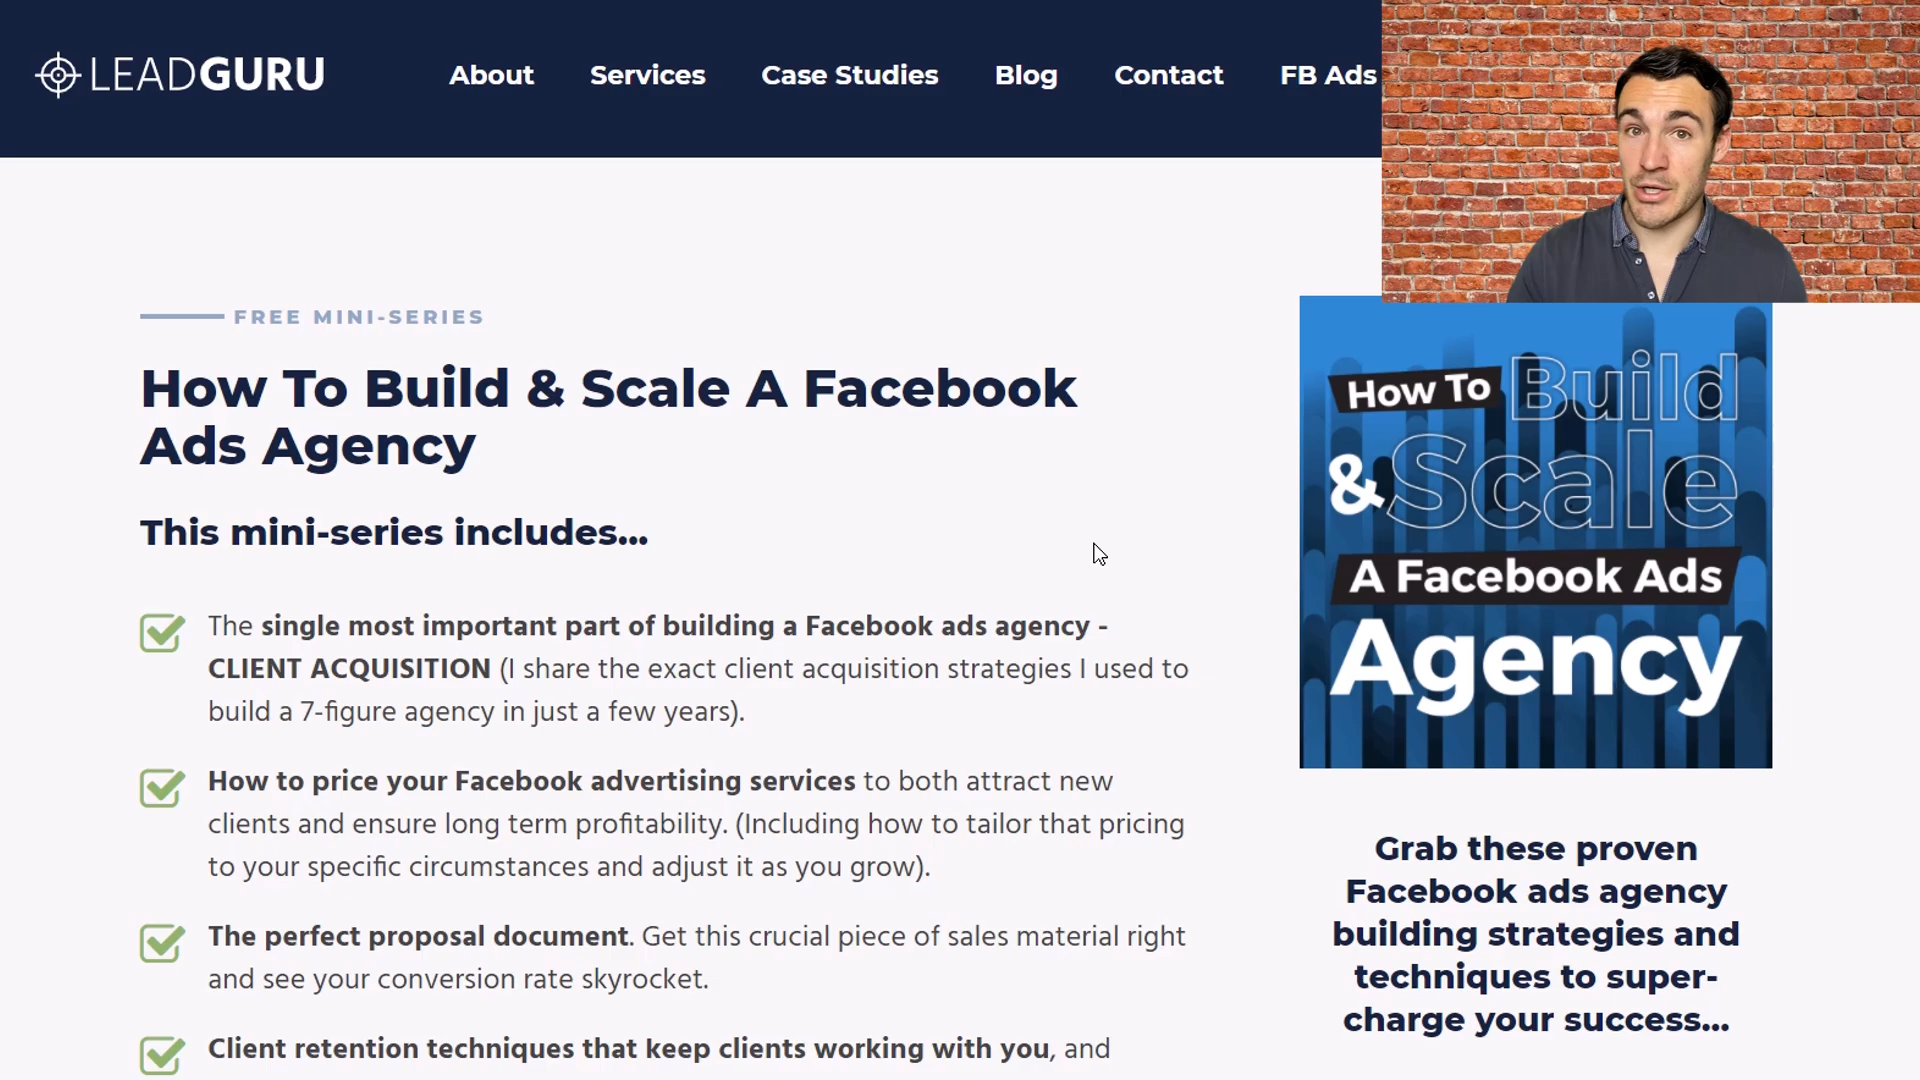 LEADGURU
About Services Case Studies Blog Contact FB Ads
FREE MINI-SERIES
How To Build & Scale A Facebook
Ads Agency
This mini-series includes...
The single most important part of building a Facebook ads agency -
CLIENT ACQUISITION (I share the exact client acquisition strategies I used to
build a 7-figure agency in just a few years).
How to price your Facebook advertising services to both attract new
clients and ensure long term profitability. (Including how to tailor that pricing
to your specific circumstances and adjust it as you grow).
The perfect proposal document. Get this crucial piece of sales material right
and see your conversion rate skyrocket.
Client retention techniques that keep clients working with you, and
How To Build
& Scale
A Facebook Ads
Agency
Grab these proven
Facebook ads agency
building strategies and
techniques to super-
charge your success...